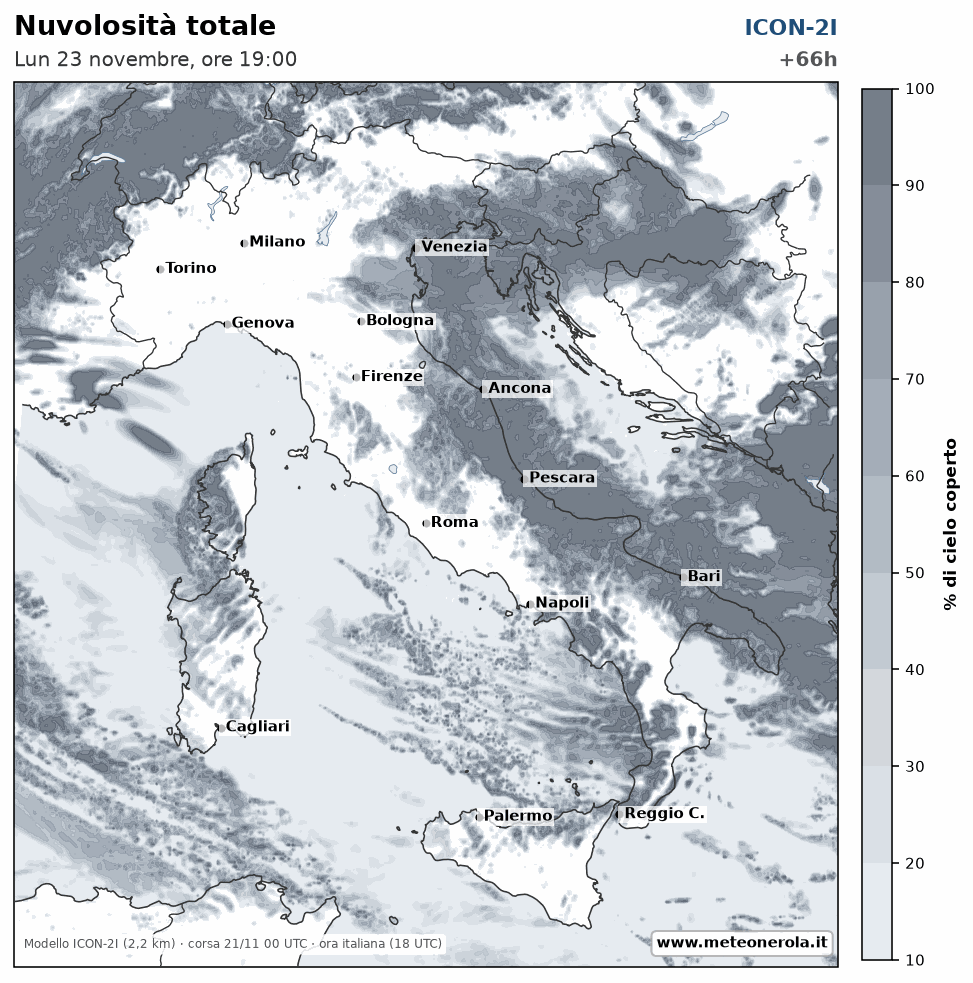 Nuvolosità totale
ICON-2I
Lun 23 novembre, ore 19:00
+66h
100
90
80
70
60
50
40
30
20
10
% di cielo coperto
Milano
Venezia
Torino
Genova
Bologna
Firenze
Ancona
Pescara
Roma
Bari
Napoli
Cagliari
Palermo
Reggio C.
Modello ICON-2I (2,2 km) · corsa 21/11 00 UTC · ora italiana (18 UTC)
www.meteonerola.it